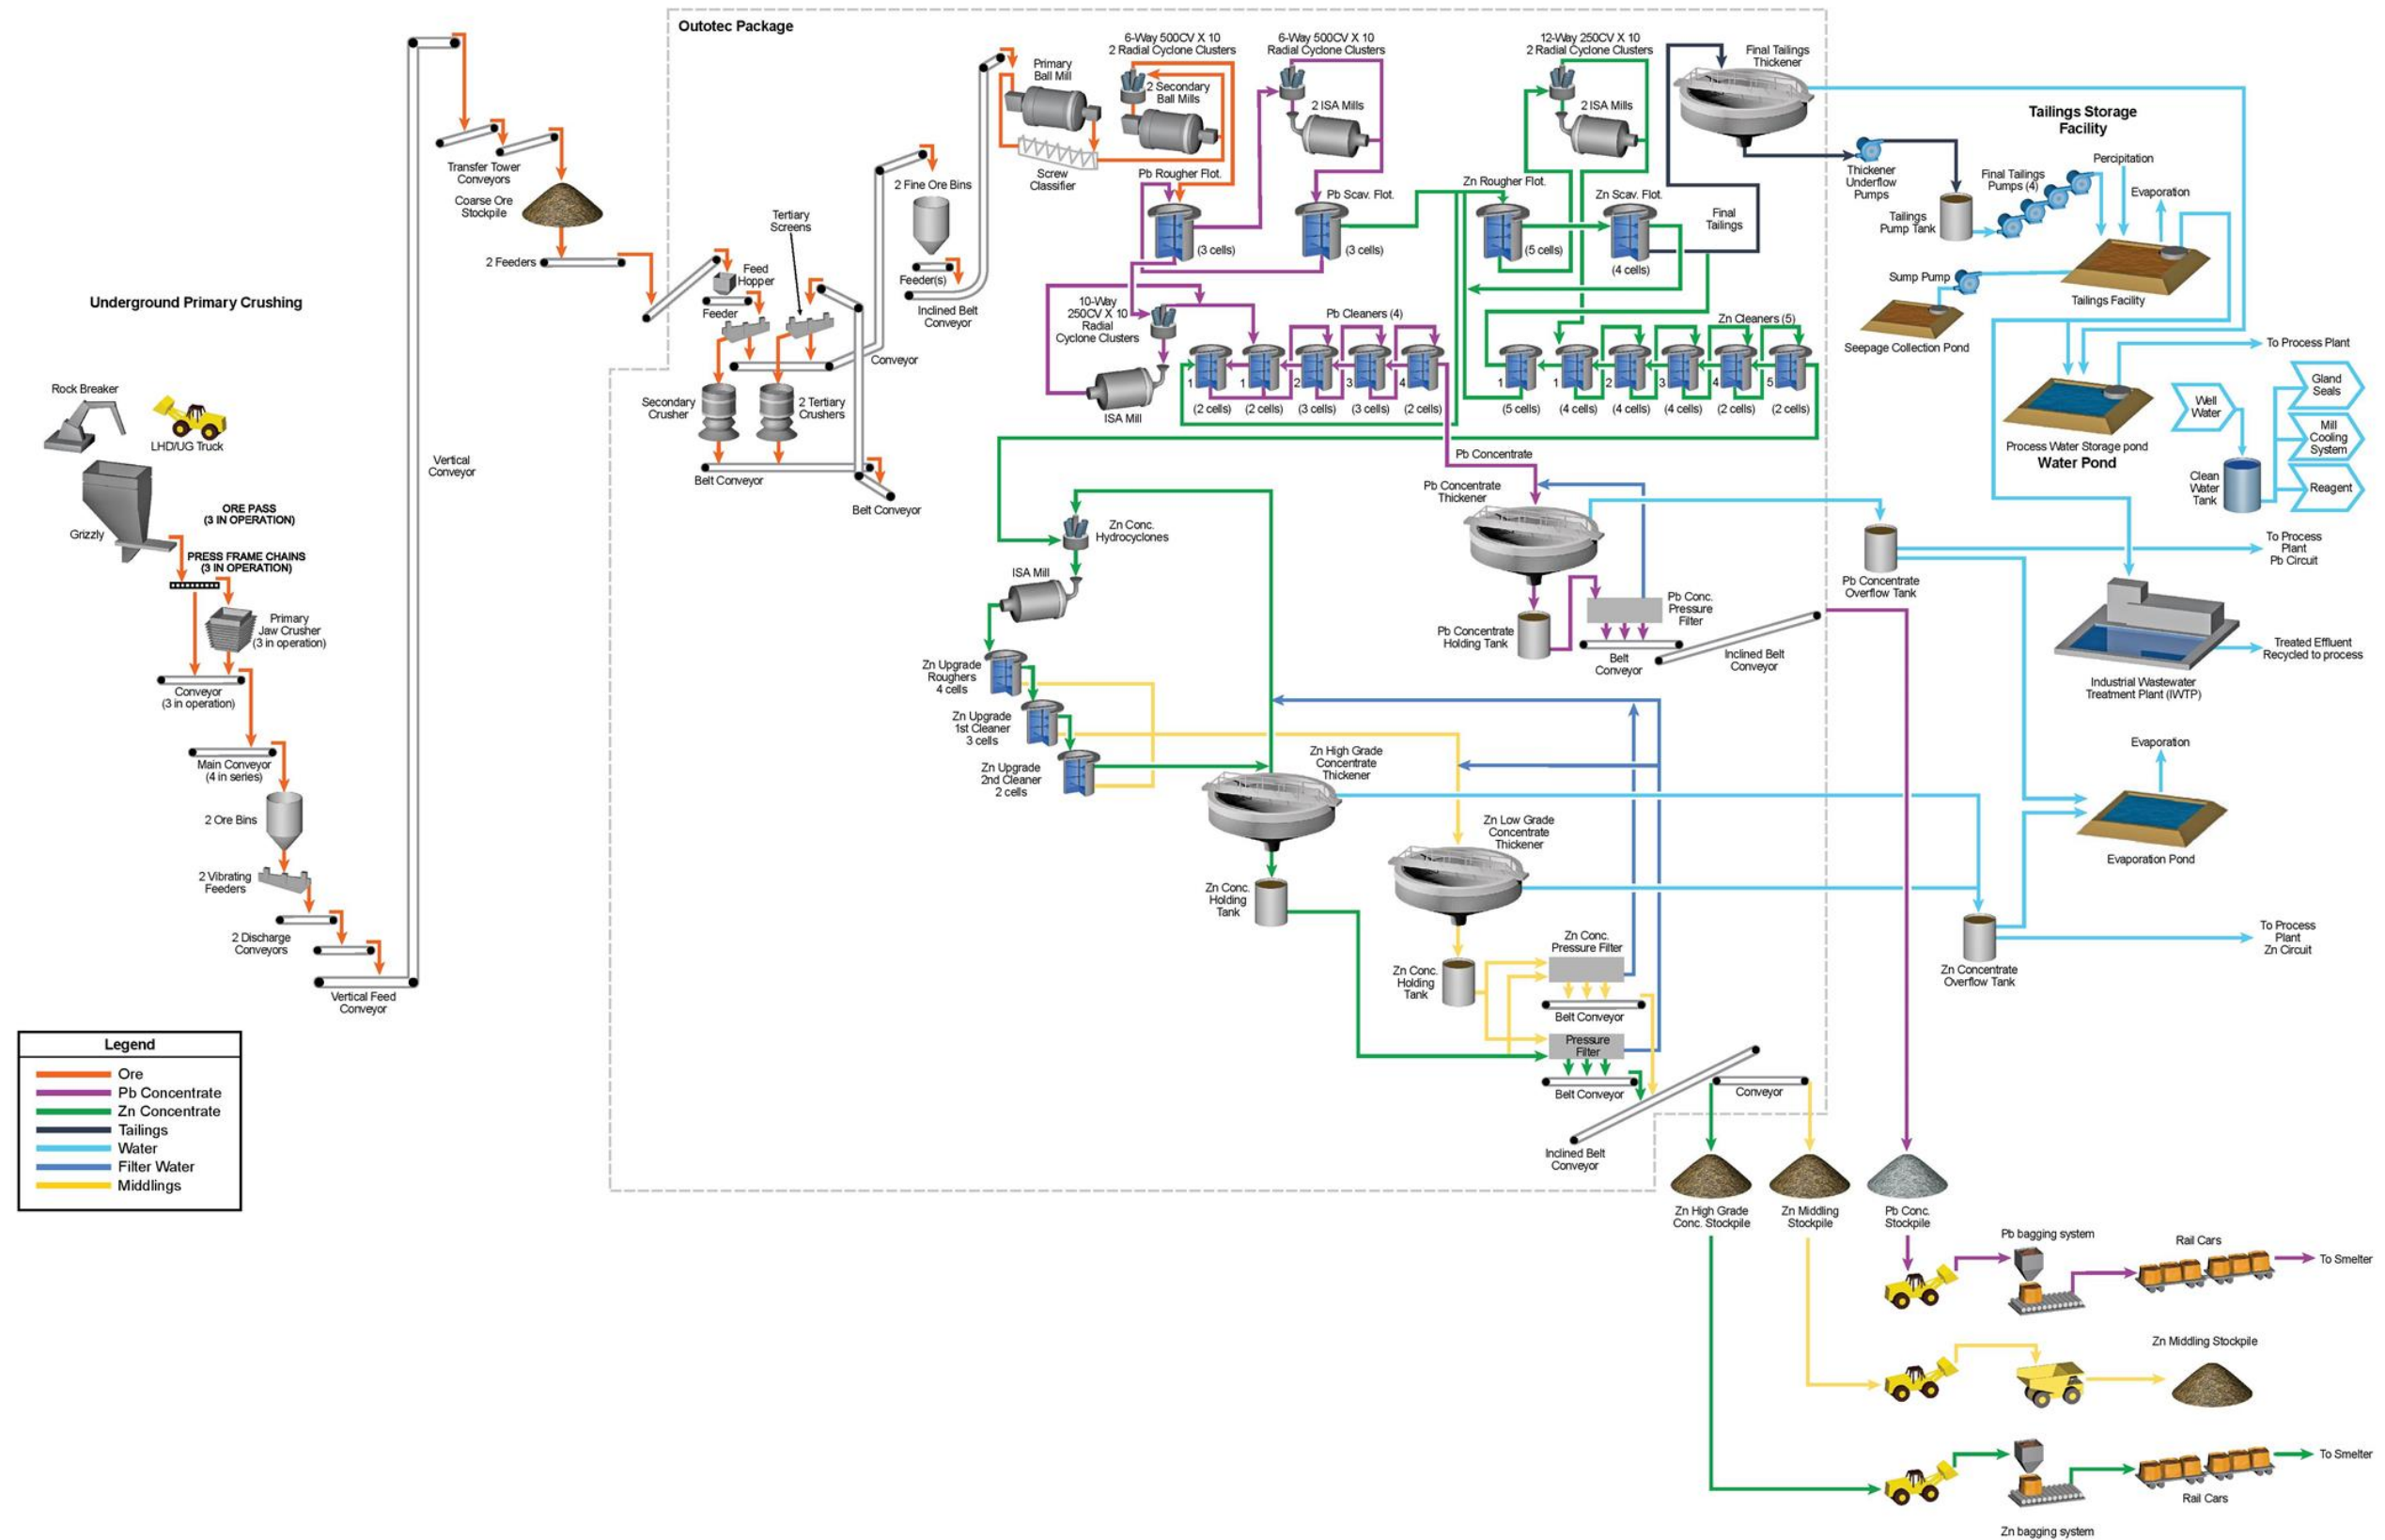 Outotec Package
Underground Primary Crushing
Rock Breaker
LHD/UG Truck
Grizzly
ORE PASS
(3 IN OPERATION)
PRESS FRAME CHAINS
(3 IN OPERATION)
Primary
Jaw Crusher
(3 in operation)
Conveyor
(3 in operation)
Main Conveyor
(4 in series)
2 Ore Bins
2 Vibrating
Feeders
2 Discharge
Conveyors
Vertical Feed
Conveyor
Vertical
Conveyor
Transfer Tower
Conveyors
Coarse Ore
Stockpile
2 Feeders
Feed
Hopper
Feeder
Tertiary
Screens
Secondary
Crusher
2 Tertiary
Crushers
Belt Conveyor
Belt Conveyor
Conveyor
2 Fine Ore Bins
Feeder(s)
Inclined Belt
Conveyor
Primary
Ball Mill
Screw
Classifier
6-Way 500CV X 10
2 Radial Cyclone Clusters
2 Secondary
Ball Mills
6-Way 500CV X 10
Radial Cyclone Clusters
2 ISA Mills
12-Way 250CV X 10
2 Radial Cyclone Clusters
2 ISA Mills
Final Tailings
Thickener
Pb Rougher Flot.
(3 cells)
Pb Scav. Flot.
(3 cells)
Zn Rougher Flot.
(5 cells)
Zn Scav. Flot.
(4 cells)
Final
Tailings
10-Way
250CV X 10
Radial
Cyclone Clusters
ISA Mill
Pb Cleaners (4)
1
1
2
3
4
(2 cells)
(2 cells)
(3 cells)
(3 cells)
(2 cells)
Zn Cleaners (5)
1
1
2
3
4
5
(5 cells)
(4 cells)
(4 cells)
(4 cells)
(2 cells)
(2 cells)
Pb Concentrate
Pb Concentrate
Thickener
Pb Concentrate
Holding Tank
Pb Conc.
Pressure
Filter
Belt
Conveyor
Inclined Belt
Conveyor
Zn Conc.
Hydrocyclones
ISA Mill
Zn Upgrade
Roughers
4 cells
Zn Upgrade
1st Cleaner
3 cells
Zn Upgrade
2nd Cleaner
2 cells
Zn High Grade
Concentrate
Thickener
Zn Low Grade
Concentrate
Thickener
Zn Conc.
Holding
Tank
Zn Conc.
Holding
Tank
Zn Conc.
Pressure Filter
Belt Conveyor
Pressure
Filter
Belt Conveyor
Inclined Belt
Conveyor
Conveyor
Thickener
Underflow
Pumps
Tailings
Pump Tank
Tailings Storage
Facility
Final Tailings
Pumps (4)
Percipitation
Evaporation
Sump Pump
Tailings Facility
Seepage Collection Pond
To Process Plant
Process Water Storage pond
Water Pond
Well
Water
Clean
Water
Tank
Gland
Seals
Mill
Cooling
System
Reagent
Pb Concentrate
Overflow Tank
To Process
Plant
Pb Circuit
Treated Effluent
Recycled to process
Industrial Wastewater
Treatment Plant (IWTP)
Evaporation
Evaporation Pond
Zn Concentrate
Overflow Tank
To Process
Plant
Zn Circuit
Zn High Grade
Conc. Stockpile
Zn Middling
Stockpile
Pb Conc.
Stockpile
Pb bagging system
Rail Cars
To Smelter
Zn Middling Stockpile
To Smelter
Rail Cars
Zn bagging system
Legend
Ore
Pb Concentrate
Zn Concentrate
Tailings
Water
Filter Water
Middlings